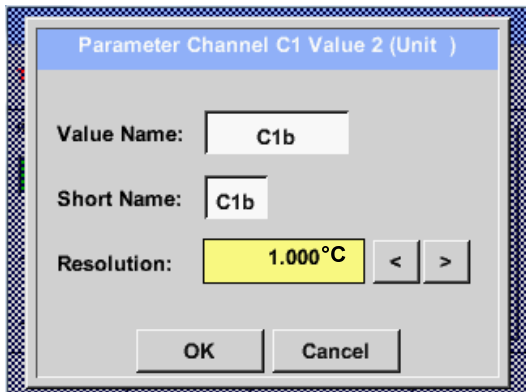 Parameter Channel C1 Value 2 (Unit )
Value Name: C1b
Short Name: C1b
Resolution: 1.000°C < >
OK Cancel